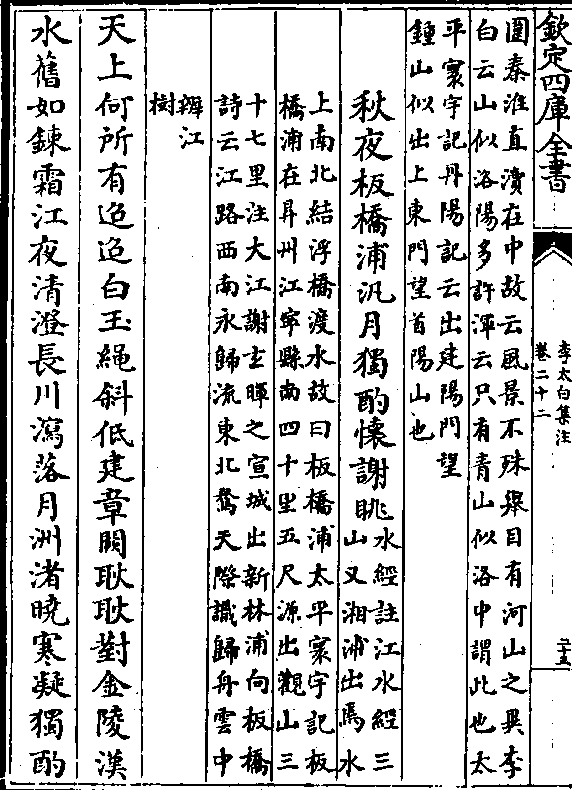 欽定四庫全書
李太白集注
卷二十二
二十五
圍秦淮直瀆在中故云風景不殊舉目有河山之異李
白云山似洛陽多許渾云只有青山似洛中謂此也太
平寰宇記丹陽記云出建陽門望
鍾山似出上東門望首陽山也
秋夜板橋浦汎月獨酌懷謝朓
水經註江水經三
山又湘浦出焉水
上南北結浮橋渡水故曰板橋浦太平寰宇記板
橋浦在昇州江寧縣南四十里五尺源出觀山三
十七里注大江謝玄暉之宣城出新林浦向板橋
詩云江路西南永歸流東北騖天際識歸舟雲中
辨江
樹
天上何所有迢迢白玉繩斜低建章闕耿耿對金陵漢
水舊如錬霜江夜清澄長川瀉落月洲渚曉寒凝獨酌